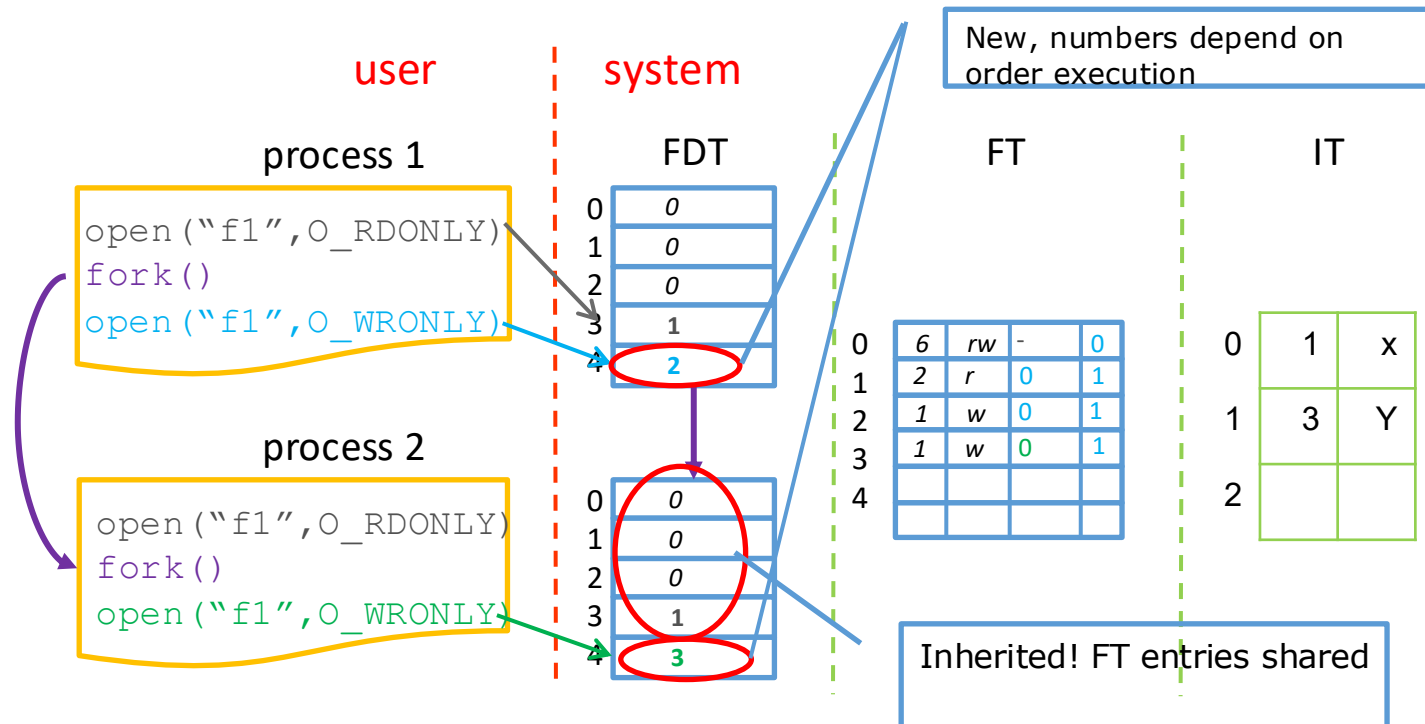 New, numbers depend on
order execution
user
system
process 1
FDT
FT
IT
open("f1",O_RDONLY)
fork()
open("f1",O_WRONLY)
0 0
1 0
2 0
3 1
4 2
0 6 rw - 0
1 2 r 0 1
2 1 w 0 1
3 1 w 0 1
4
0 1 x
1 3 Y
2
process 2
open("f1",O_RDONLY)
fork()
open("f1",O_WRONLY)
0 0
1 0
2 0
3 1
4 3
Inherited! FT entries shared